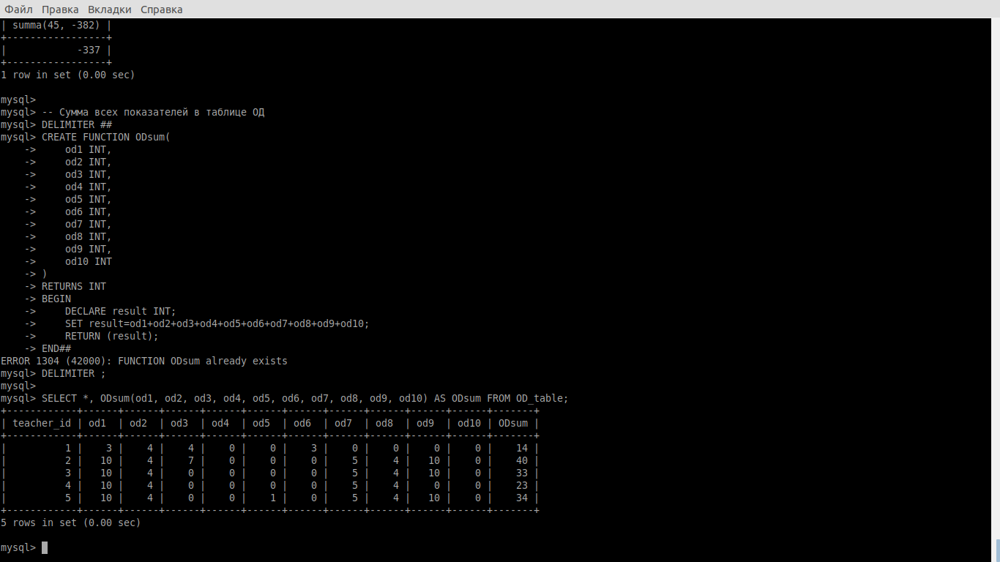 Файл Правка Вкладки Справка
| summa(45, -382) |
+-----------------+
|            -337 |
+-----------------+
1 row in set (0.00 sec)
mysql>
mysql> -- Сумма всех показателей в таблице ОД
mysql> DELIMITER ##
mysql> CREATE FUNCTION ODsum(
    ->     od1 INT,
    ->     od2 INT,
    ->     od3 INT,
    ->     od4 INT,
    ->     od5 INT,
    ->     od6 INT,
    ->     od7 INT,
    ->     od8 INT,
    ->     od9 INT,
    ->     od10 INT
    -> )
    -> RETURNS INT
    -> BEGIN
    ->     DECLARE result INT;
    ->     SET result=od1+od2+od3+od4+od5+od6+od7+od8+od9+od10;
    ->     RETURN (result);
    -> END##
ERROR 1304 (42000): FUNCTION ODsum already exists
mysql> DELIMITER ;
mysql>
mysql> SELECT *, ODsum(od1, od2, od3, od4, od5, od6, od7, od8, od9, od10) AS ODsum FROM OD_table;
+------------+------+------+------+------+------+------+------+------+------+------+-------+
| teacher_id | od1  | od2  | od3  | od4  | od5  | od6  | od7  | od8  | od9  | od10 | ODsum |
+------------+------+------+------+------+------+------+------+------+------+------+-------+
|          1 |    3 |    4 |    4 |    0 |    0 |    3 |    0 |    0 |    0 |    0 |    14 |
|          2 |   10 |    4 |    7 |    0 |    0 |    0 |    5 |    4 |   10 |    0 |    40 |
|          3 |   10 |    4 |    0 |    0 |    0 |    0 |    5 |    4 |   10 |    0 |    33 |
|          4 |   10 |    4 |    0 |    0 |    0 |    0 |    5 |    4 |    0 |    0 |    23 |
|          5 |   10 |    4 |    0 |    0 |    1 |    0 |    5 |    4 |   10 |    0 |    34 |
+------------+------+------+------+------+------+------+------+------+------+------+-------+
5 rows in set (0.00 sec)
mysql>